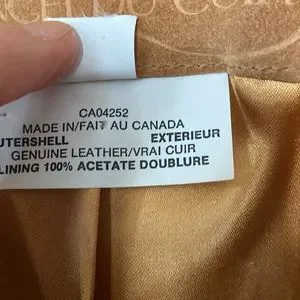 CA04252
MADE IN/FAIT AU CANADA
UTERSHELL EXTERIEUR
GENUINE LEATHER/VRAI CUIR
LINING 100% ACETATE DOUBLURE